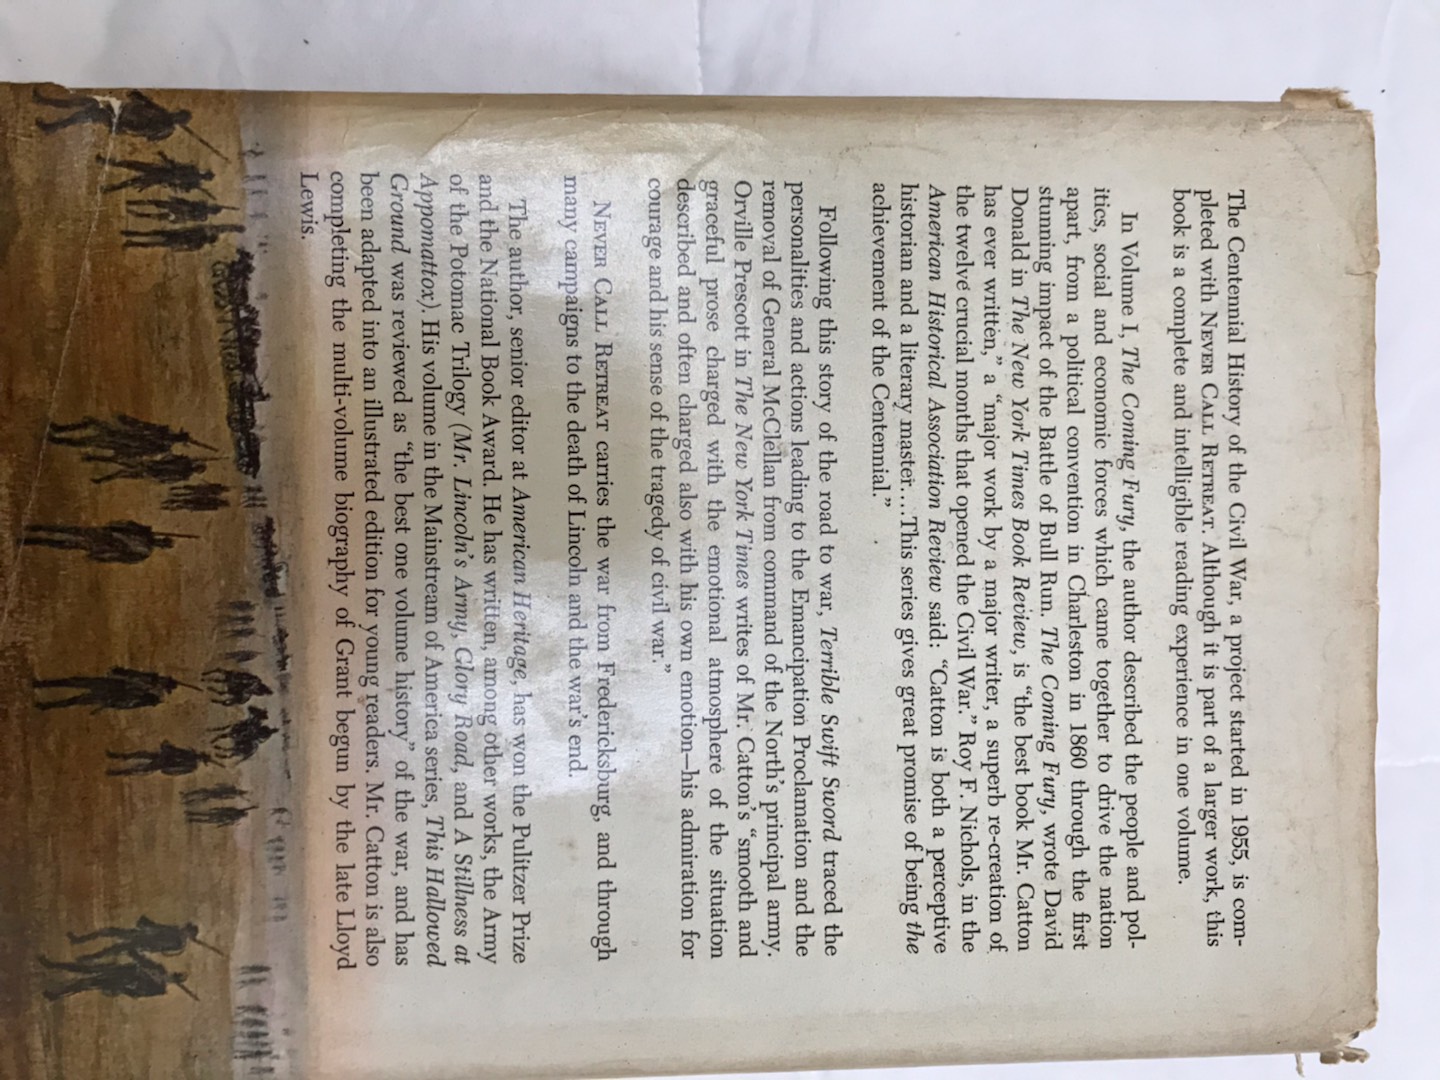 The Centennial History of the Civil War, a project started in 1955, is com-
pleted with NEVER CALL RETREAT. Although it is part of a larger work, this
book is a complete and intelligible reading experience in one volume.
In Volume I, The Coming Fury, the author described the people and pol-
itics, social and economic forces which came together to drive the nation
apart, from a political convention in Charleston in 1860 through the first
stunning impact of the Battle of Bull Run. The Coming Fury, wrote David
Donald in The New York Times Book Review, is “the best book Mr. Catton
has ever written,” a “major work by a major writer, a superb re-creation of
the twelve crucial months that opened the Civil War.” Roy F. Nichols, in the
American Historical Association Review said: “Catton is both a perceptive
historian and a literary master....This series gives great promise of being the
achievement of the Centennial.”
Following this story of the road to war, Terrible Swift Sword traced the
personalities and actions leading to the Emancipation Proclamation and the
removal of General McClellan from command of the North’s principal army.
Orville Prescott in The New York Times writes of Mr. Catton’s “smooth and
graceful prose charged with the emotional atmosphere of the situation
described and often charged also with his own emotion—his admiration for
courage and his sense of the tragedy of civil war.”
NEVER CALL RETREAT carries the war from Fredericksburg, and through
many campaigns to the death of Lincoln and the war’s end.
The author, senior editor at American Heritage, has won the Pulitzer Prize
and the National Book Award. He has written, among other works, the Army
of the Potomac Trilogy (Mr. Lincoln’s Army, Glory Road, and A Stillness at
Appomattox). His volume in the Mainstream of America series, This Hallowed
Ground was reviewed as “the best one volume history” of the war, and has
been adapted into an illustrated edition for young readers. Mr. Catton is also
completing the multi-volume biography of Grant begun by the late Lloyd
Lewis.